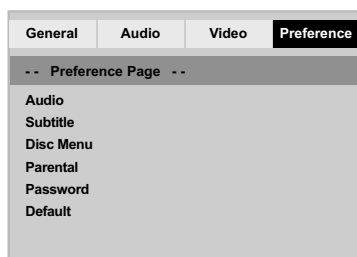 General Audio Video Preference
- - Preference Page - -
Audio
Subtitle
Disc Menu
Parental
Password
Default